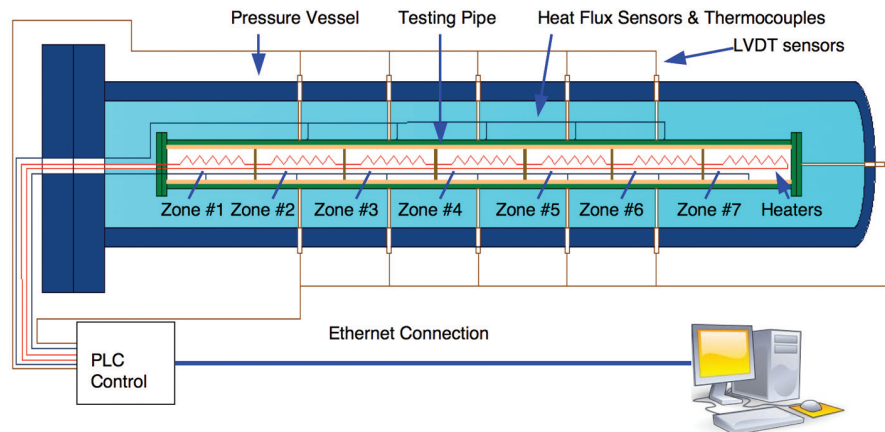 Pressure Vessel
Testing Pipe
Heat Flux Sensors & Thermocouples
LVDT sensors
Zone #1
Zone #2
Zone #3
Zone #4
Zone #5
Zone #6
Zone #7
Heaters
Ethernet Connection
PLC
Control